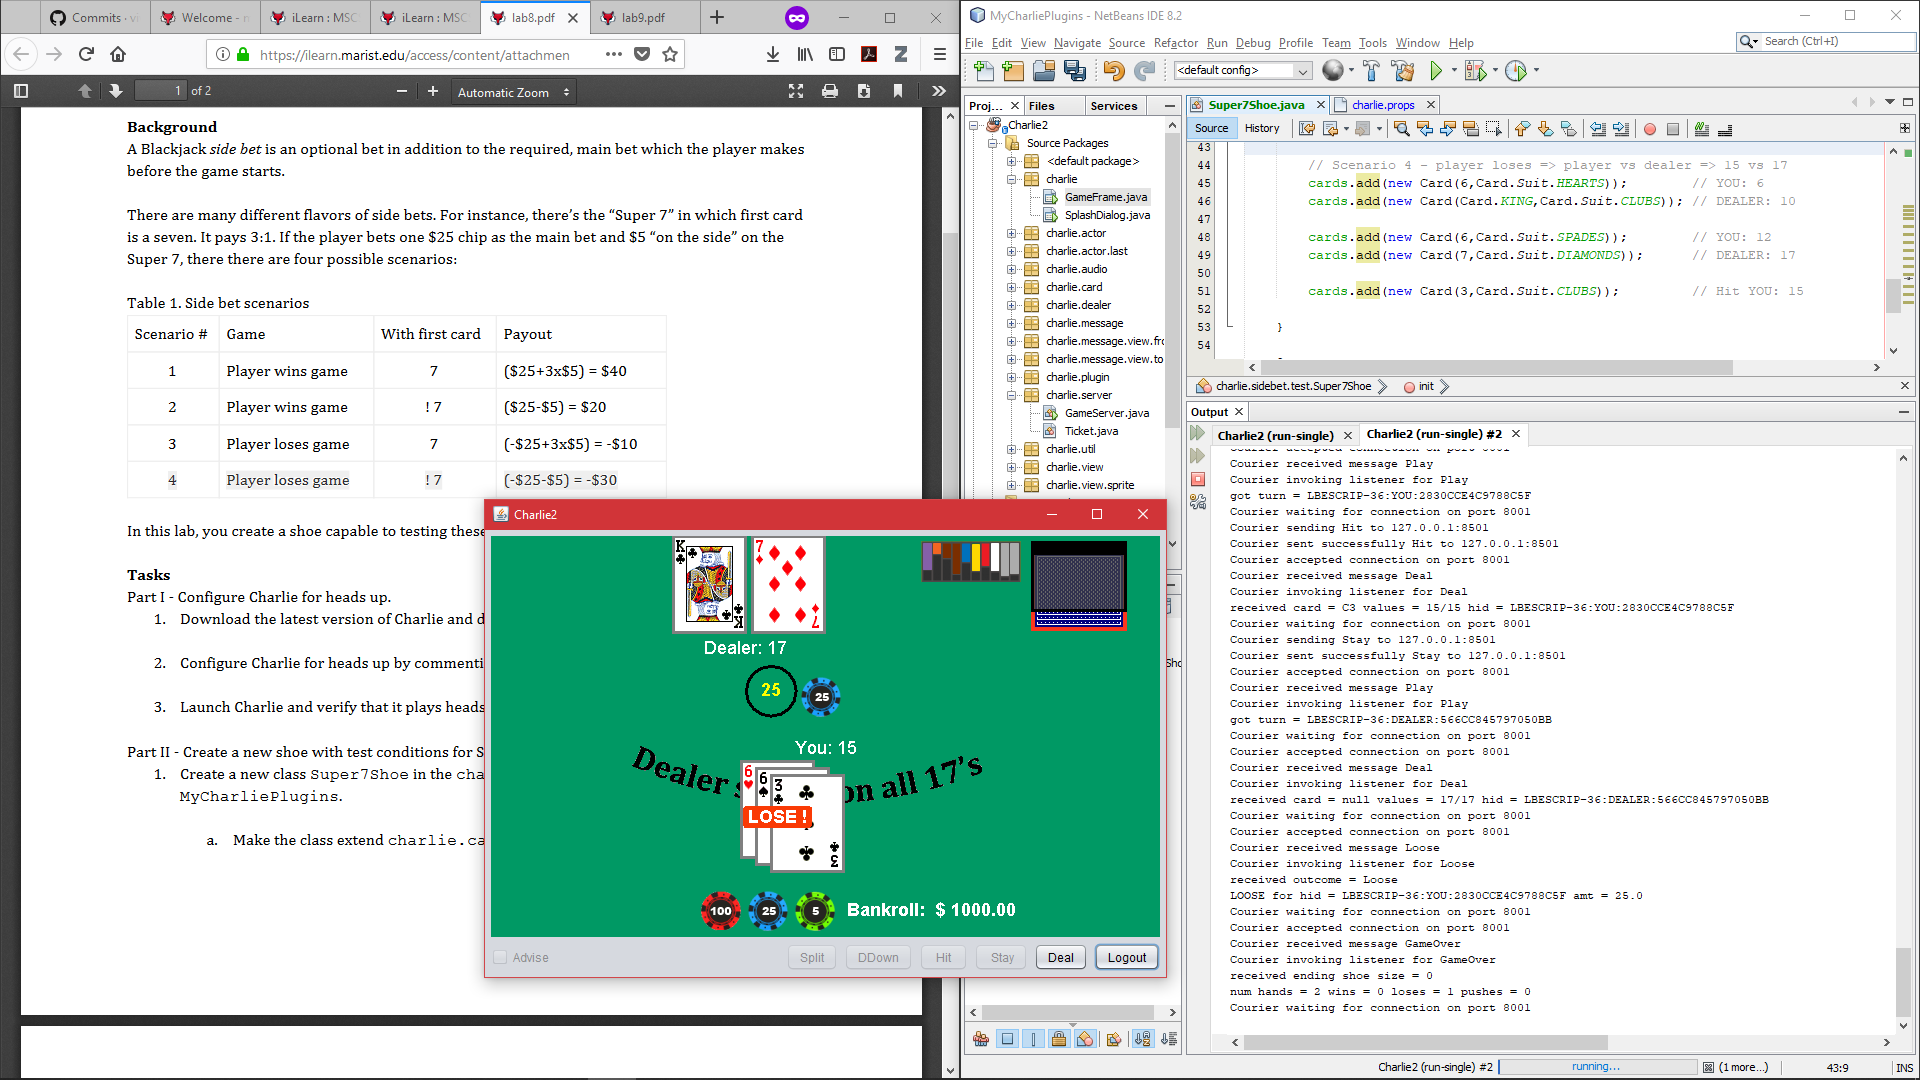 Commits · vi
Welcome - n
iLearn : MSC
iLearn : MSC
lab8.pdf
lab9.pdf
https://ilearn.marist.edu/access/content/attachmen
1 of 2
Automatic Zoom
Background
A Blackjack side bet is an optional bet in addition to the required, main bet which the player makes
before the game starts.
There are many different flavors of side bets. For instance, there's the “Super 7” in which first card
is a seven. It pays 3:1. If the player bets one $25 chip as the main bet and $5 “on the side” on the
Super 7, there there are four possible scenarios:
Table 1. Side bet scenarios
Scenario # Game With first card Payout
1 Player wins game 7 ($25+3x$5) = $40
2 Player wins game ! 7 ($25-$5) = $20
3 Player loses game 7 (-$25+3x$5) = -$10
4 Player loses game ! 7 (-$25-$5) = -$30
In this lab, you create a shoe capable to testing these
Tasks
Part I - Configure Charlie for heads up.
1. Download the latest version of Charlie and d
2. Configure Charlie for heads up by commenti
3. Launch Charlie and verify that it plays heads
Part II - Create a new shoe with test conditions for S
1. Create a new class Super7Shoe in the cha
MyCharliePlugins.
a. Make the class extend charlie.ca
Charlie2
K
K
7
7
Dealer: 17
25
25
You: 15
Dealer s on all 17's
6
6
3
LOSE !
3
100
25
5
Bankroll: $ 1000.00
Advise
Split
DDown
Hit
Stay
Deal
Logout
MyCharliePlugins - NetBeans IDE 8.2
File Edit View Navigate Source Refactor Run Debug Profile Team Tools Window Help
Search (Ctrl+I)
<default config>
Proj...
Files
Services
Charlie2
Source Packages
<default package>
charlie
GameFrame.java
SplashDialog.java
charlie.actor
charlie.actor.last
charlie.audio
charlie.card
charlie.dealer
charlie.message
charlie.message.view.fro
charlie.message.view.to
charlie.plugin
charlie.server
GameServer.java
Ticket.java
charlie.util
charlie.view
charlie.view.sprite
Sho
Super7Shoe.java
charlie.props
Source
History
43
44 // Scenario 4 - player loses => player vs dealer => 15 vs 17
45 cards.add(new Card(6,Card.Suit.HEARTS)); // YOU: 6
46 cards.add(new Card(Card.KING,Card.Suit.CLUBS)); // DEALER: 10
47
48 cards.add(new Card(6,Card.Suit.SPADES)); // YOU: 12
49 cards.add(new Card(7,Card.Suit.DIAMONDS)); // DEALER: 17
50
51 cards.add(new Card(3,Card.Suit.CLUBS)); // Hit YOU: 15
52
53 }
54
charlie.sidebet.test.Super7Shoe
init
Output
Charlie2 (run-single)
Charlie2 (run-single) #2
Courier accepted connection on port 8001
Courier received message Play
Courier invoking listener for Play
got turn = LBESCRIP-36:YOU:2830CCE4C9788C5F
Courier waiting for connection on port 8001
Courier sending Hit to 127.0.0.1:8501
Courier sent successfully Hit to 127.0.0.1:8501
Courier accepted connection on port 8001
Courier received message Deal
Courier invoking listener for Deal
received card = C3 values = 15/15 hid = LBESCRIP-36:YOU:2830CCE4C9788C5F
Courier waiting for connection on port 8001
Courier sending Stay to 127.0.0.1:8501
Courier sent successfully Stay to 127.0.0.1:8501
Courier accepted connection on port 8001
Courier received message Play
Courier invoking listener for Play
got turn = LBESCRIP-36:DEALER:566CC845797050BB
Courier waiting for connection on port 8001
Courier accepted connection on port 8001
Courier received message Deal
Courier invoking listener for Deal
received card = null values = 17/17 hid = LBESCRIP-36:DEALER:566CC845797050BB
Courier waiting for connection on port 8001
Courier accepted connection on port 8001
Courier received message Loose
Courier invoking listener for Loose
received outcome = Loose
LOOSE for hid = LBESCRIP-36:YOU:2830CCE4C9788C5F amt = 25.0
Courier waiting for connection on port 8001
Courier accepted connection on port 8001
Courier received message GameOver
Courier invoking listener for GameOver
received ending shoe size = 0
num hands = 2 wins = 0 loses = 1 pushes = 0
Courier waiting for connection on port 8001
Charlie2 (run-single) #2
running...
(1 more...)
43:9
INS